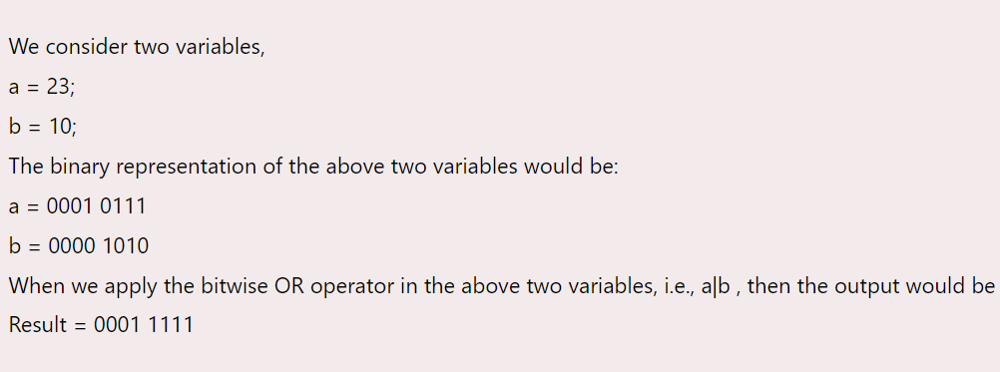 We consider two variables,
a = 23;
b = 10;
The binary representation of the above two variables would be:
a = 0001 0111
b = 0000 1010
When we apply the bitwise OR operator in the above two variables, i.e., a|b , then the output would be
Result = 0001 1111